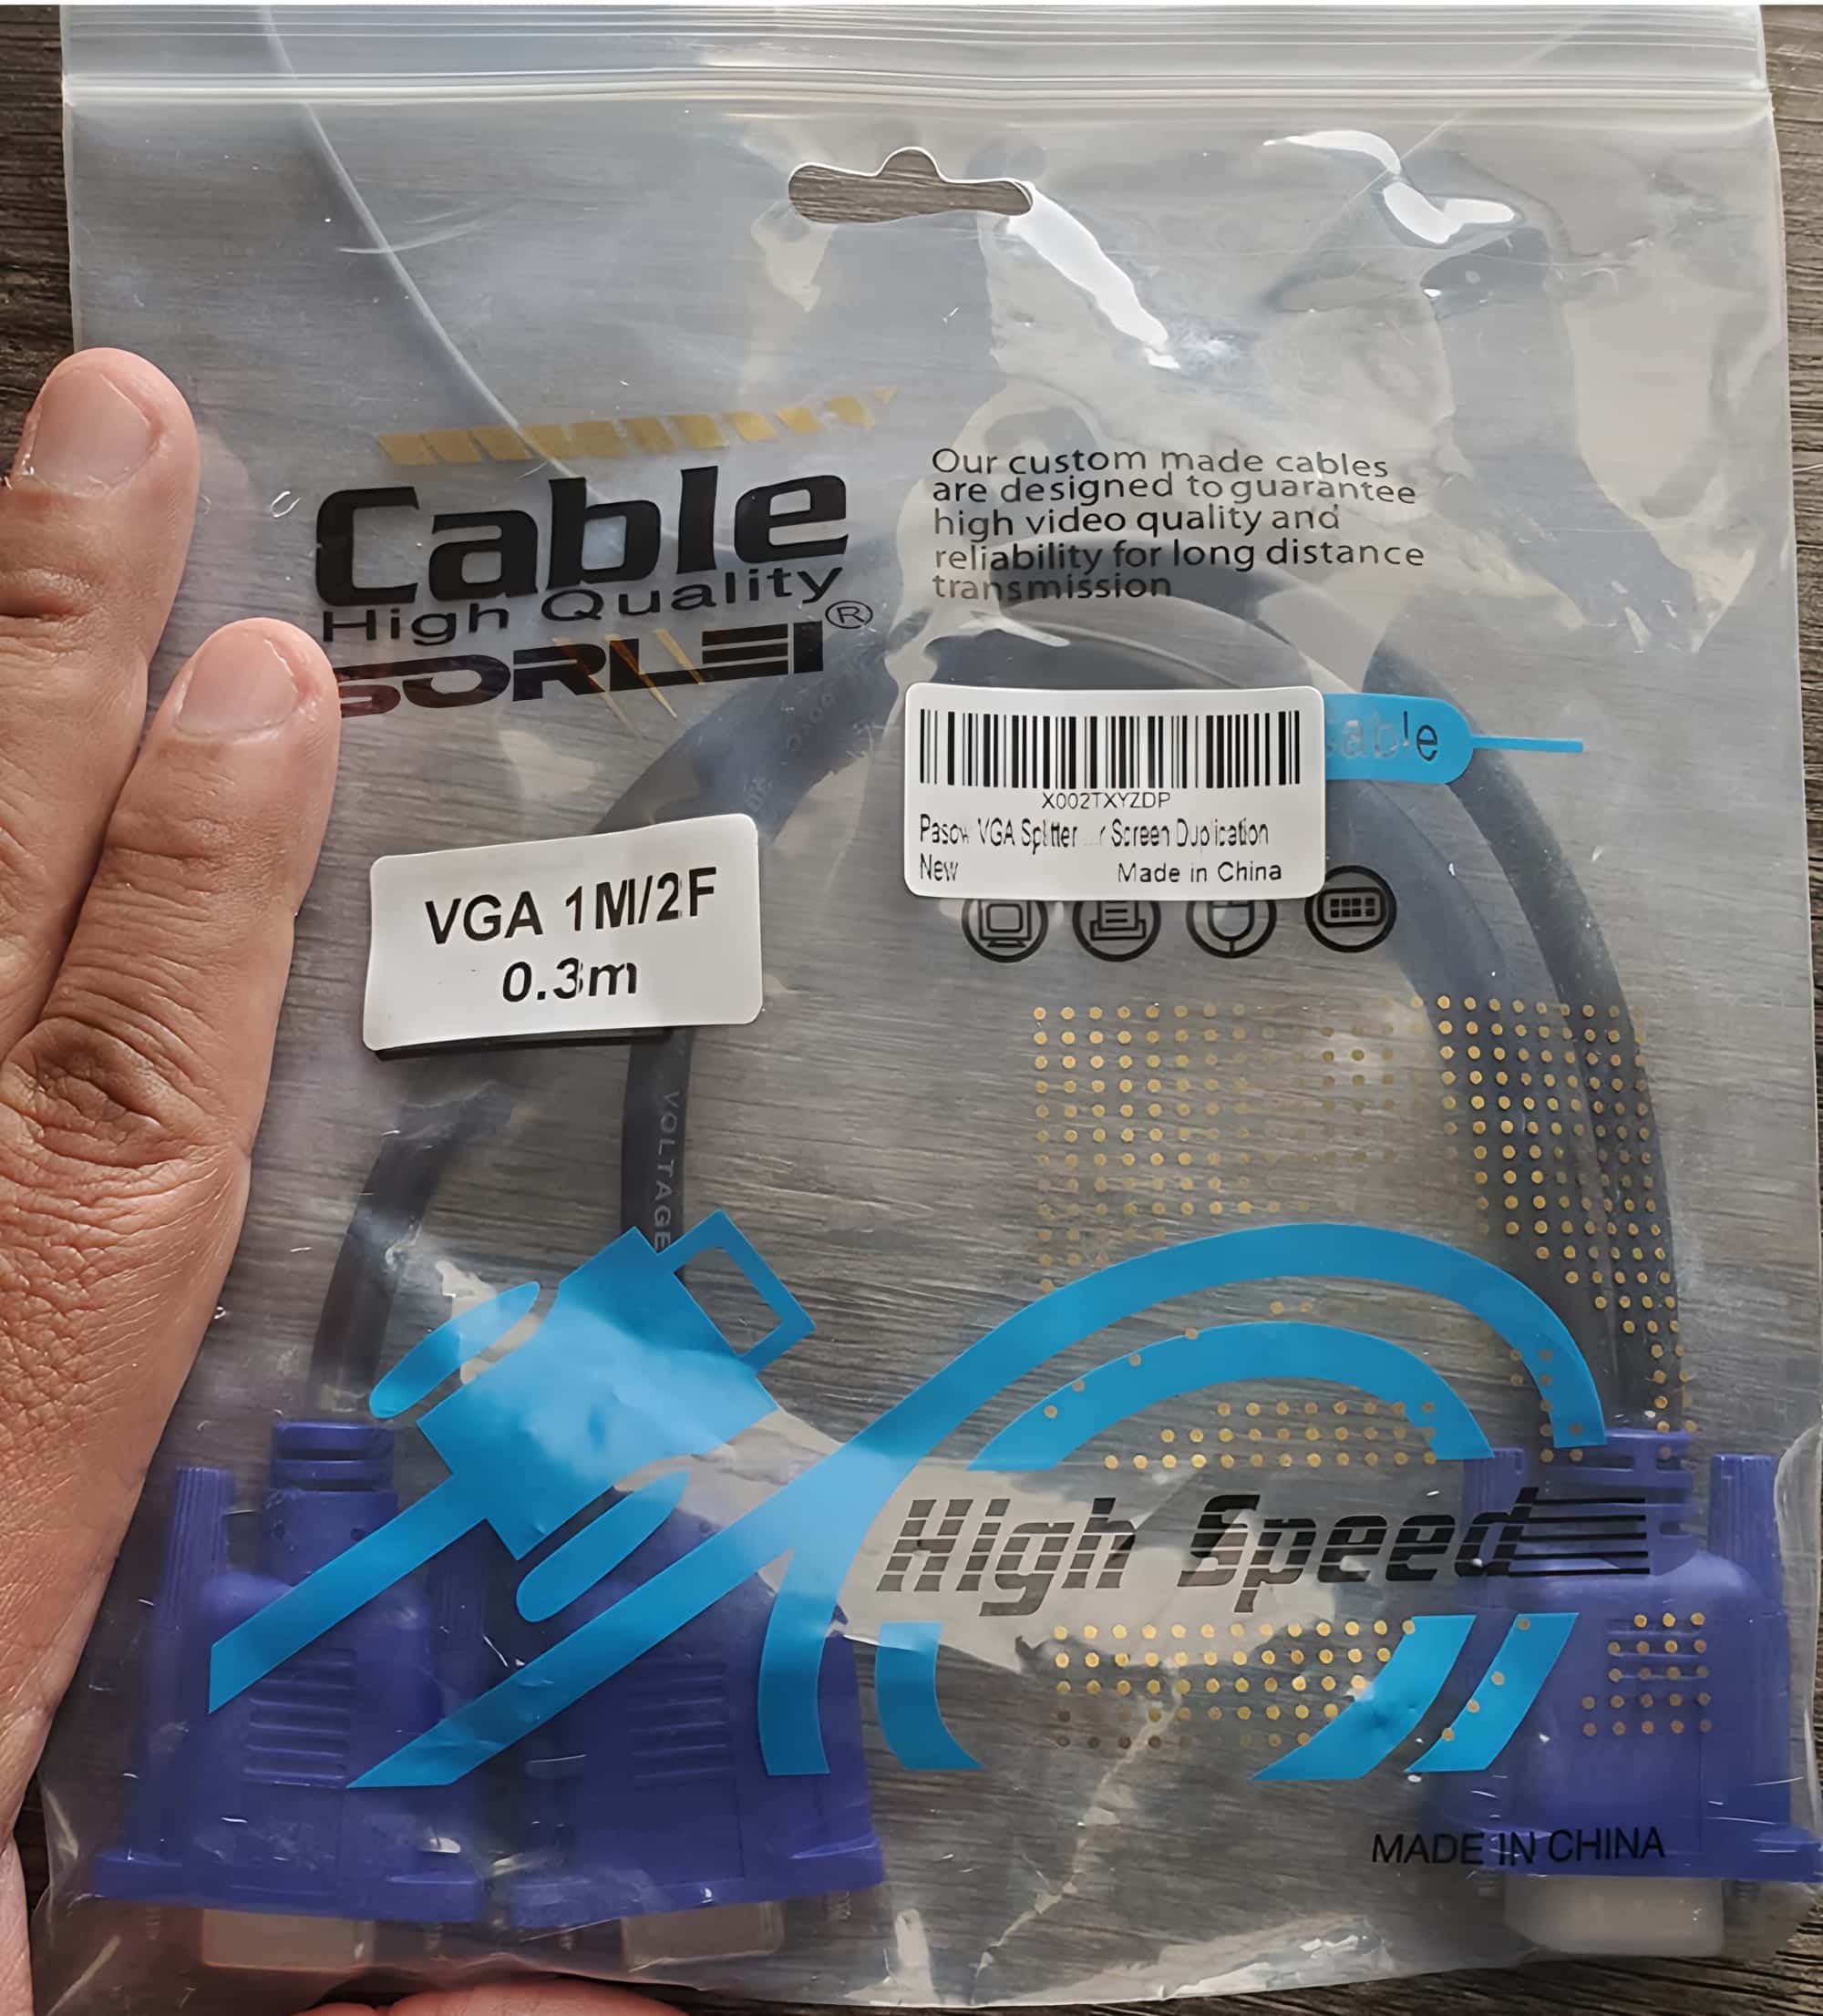 Cable
High Quality
SORLEI®
Our custom made cables
are designed to guarantee
high video quality and
reliability for long distance
transmission
X002TXYZDP
Pasow VGA Splitter ...r Screen Duplication
New Made in China
able
VGA 1M/2F
0.3m
VOLTAGE
High Speed
MADE IN CHINA